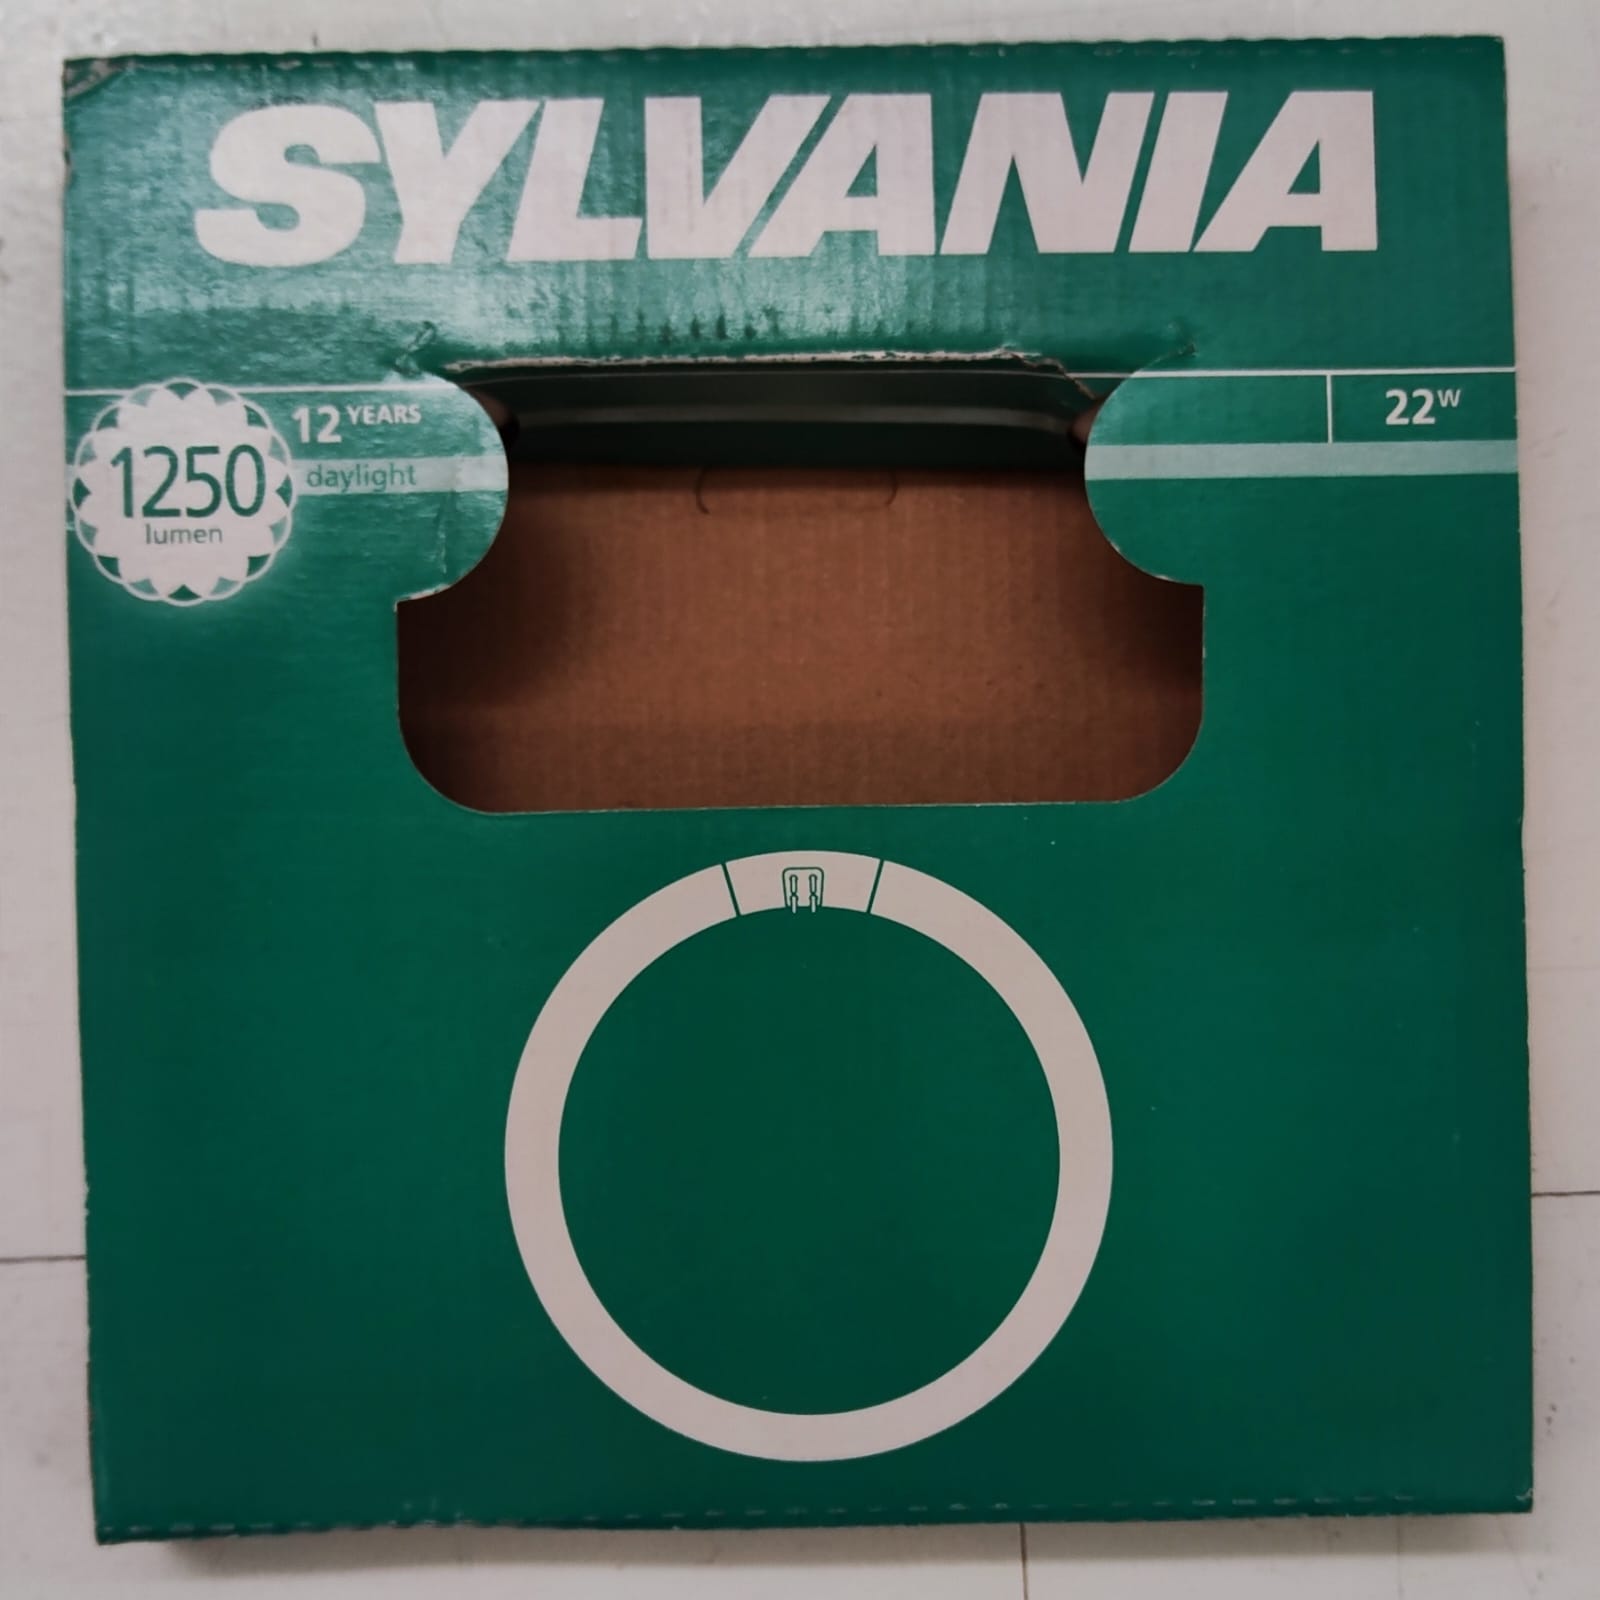 SYLVANIA
12 YEARS
22W
daylight
1250
lumen